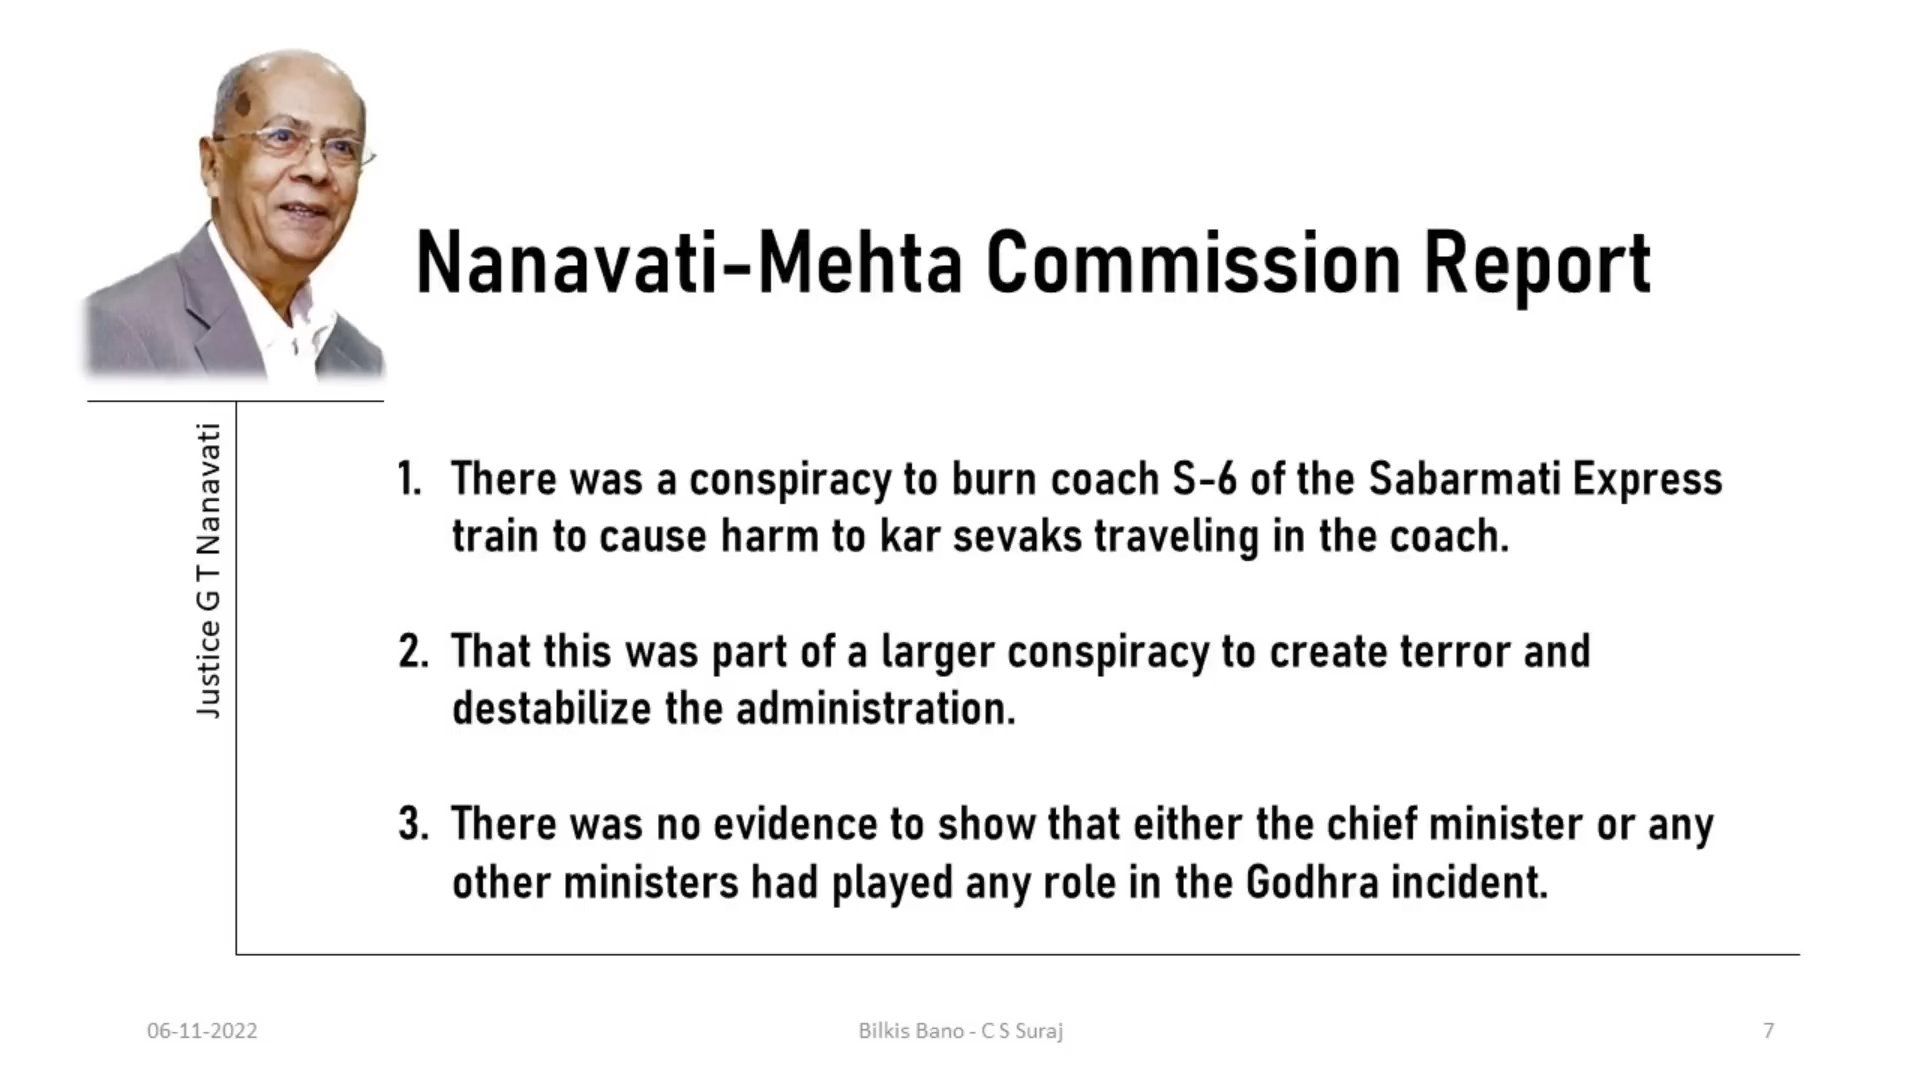 Nanavati-Mehta Commission Report
Justice G T Nanavati
1. There was a conspiracy to burn coach S-6 of the Sabarmati Express
train to cause harm to kar sevaks traveling in the coach.
2. That this was part of a larger conspiracy to create terror and
destabilize the administration.
3. There was no evidence to show that either the chief minister or any
other ministers had played any role in the Godhra incident.
06-11-2022
Bilkis Bano - C S Suraj
7